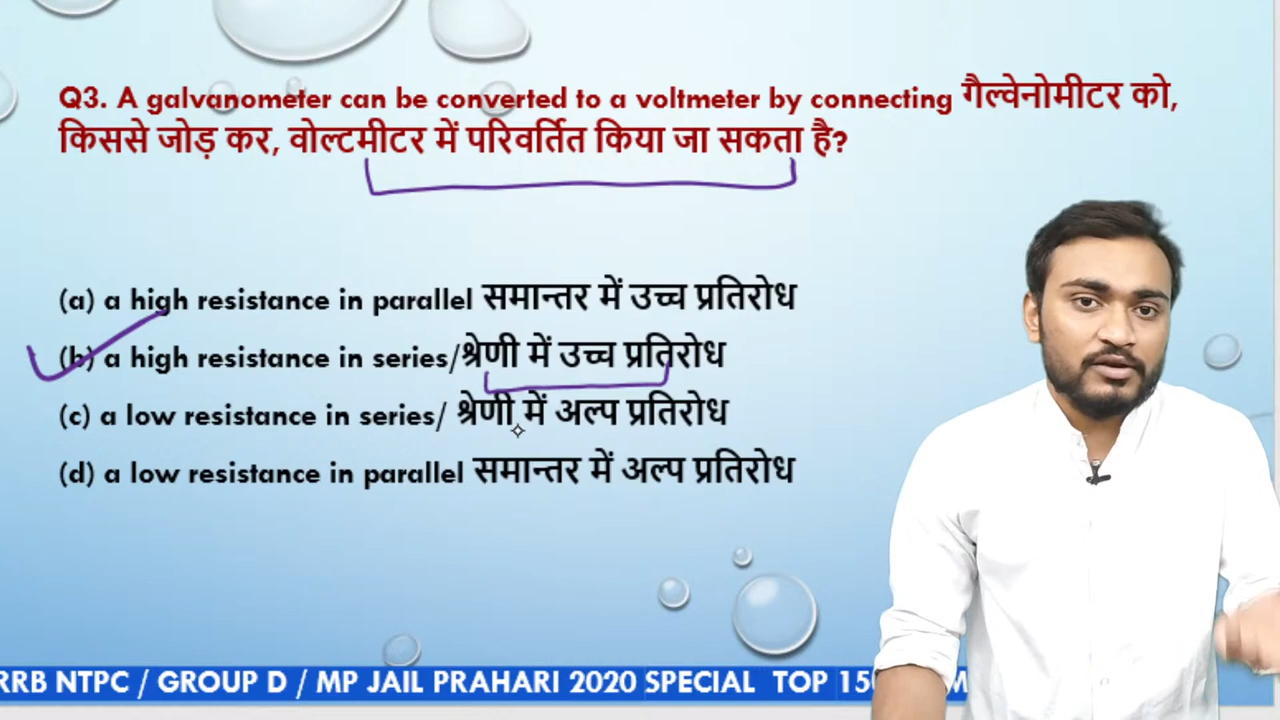 Q3. A galvanometer can be converted to a voltmeter by connecting गैल्वेनोमीटर को,
किससे जोड़ कर, वोल्टमीटर में परिवर्तित किया जा सकता है?
(a) a high resistance in parallel समान्तर में उच्च प्रतिरोध
(b) a high resistance in series/श्रेणी में उच्च प्रतिरोध
(c) a low resistance in series/ श्रेणी में अल्प प्रतिरोध
(d) a low resistance in parallel समान्तर में अल्प प्रतिरोध
RRB NTPC / GROUP D / MP JAIL PRAHARI 2020 SPECIAL TOP